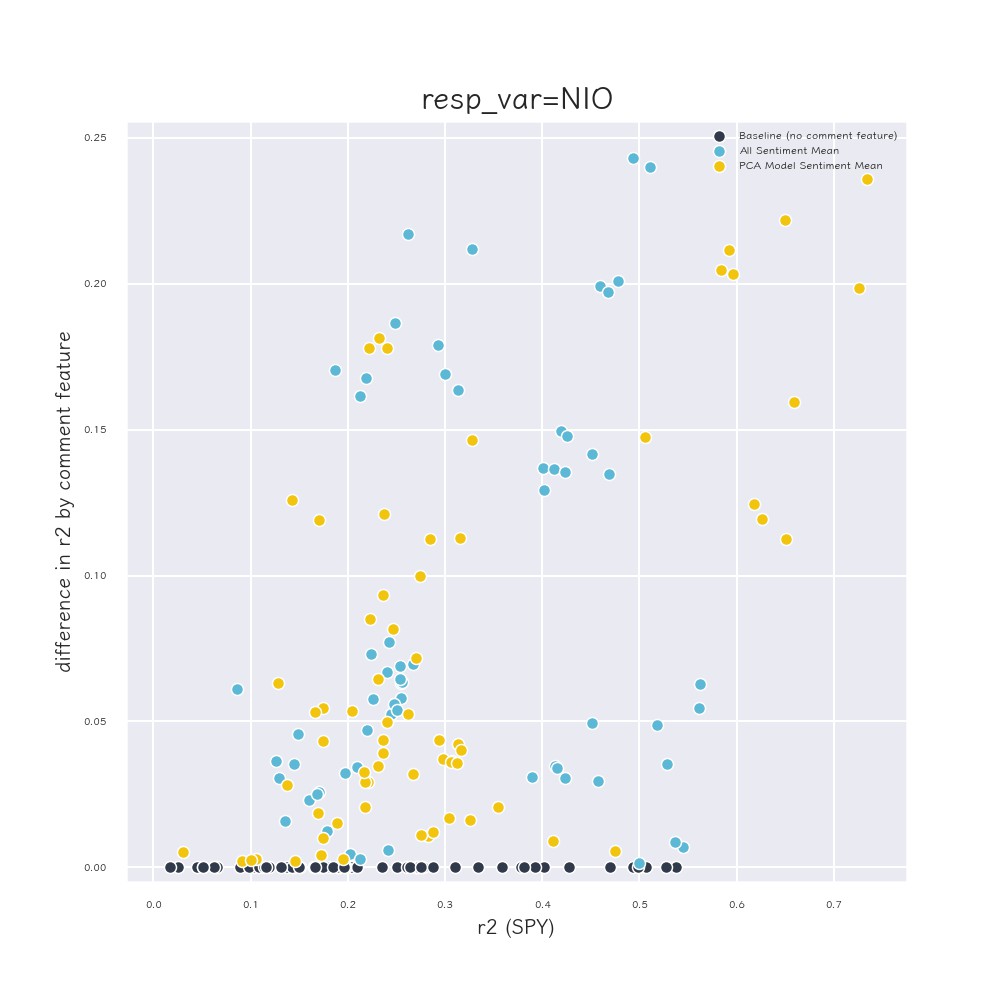 resp_var=NIO
Baseline (no comment feature)
All Sentiment Mean
PCA Model Sentiment Mean
difference in r2 by comment feature
0.25
0.20
0.15
0.10
0.05
0.00
0.0 0.1 0.2 0.3 0.4 0.5 0.6 0.7
r2 (SPY)